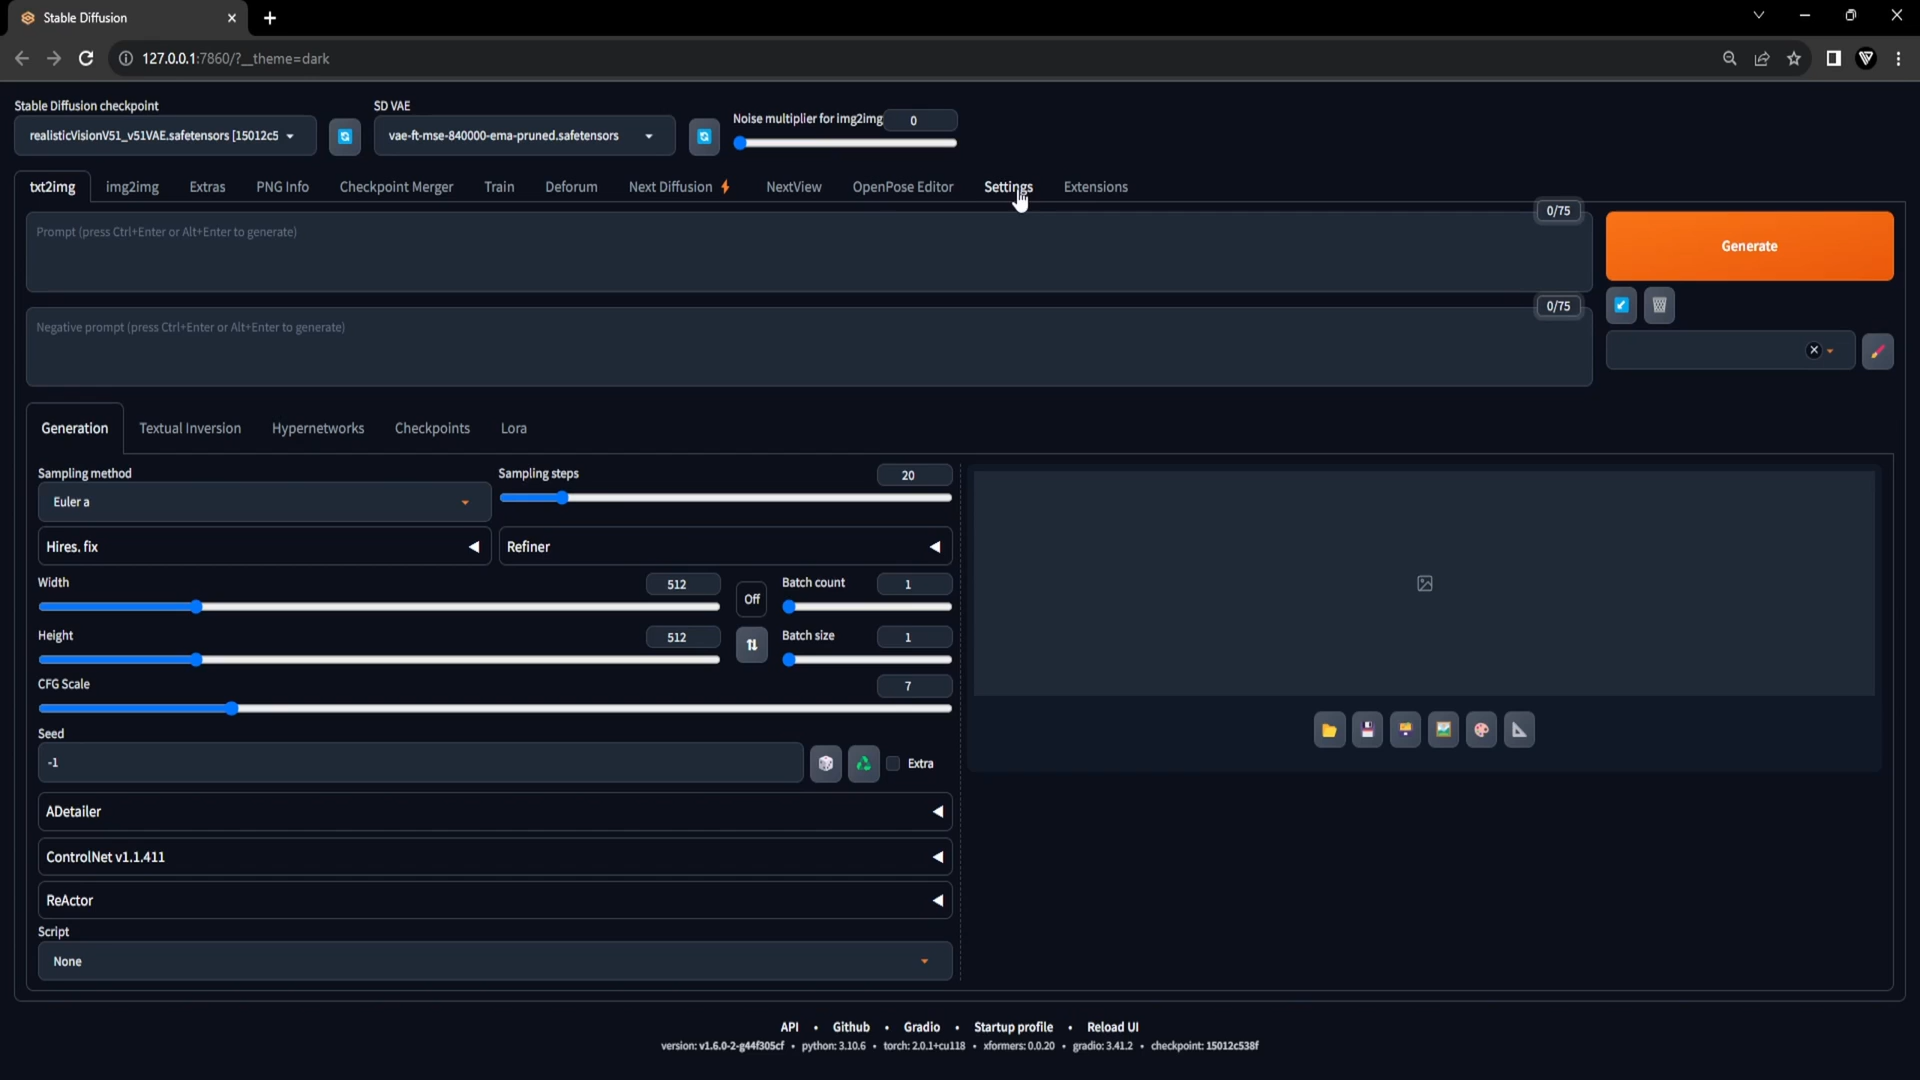 Stable Diffusion
127.0.0.1:7860/?__theme=dark
Stable Diffusion checkpoint
realisticVisionV51_v51VAE.safetensors [15012c5
SD VAE
vae-ft-mse-840000-ema-pruned.safetensors
Noise multiplier for img2img
0
txt2img
img2img
Extras
PNG Info
Checkpoint Merger
Train
Deforum
Next Diffusion
NextView
OpenPose Editor
Settings
Extensions
Prompt (press Ctrl+Enter or Alt+Enter to generate)
0/75
Generate
Negative prompt (press Ctrl+Enter or Alt+Enter to generate)
0/75
Generation
Textual Inversion
Hypernetworks
Checkpoints
Lora
Sampling method
Euler a
Sampling steps
20
Hires. fix
Refiner
Width
512
Off
Batch count
1
Height
512
Batch size
1
CFG Scale
7
Seed
-1
Extra
ADetailer
ControlNet v1.1.411
ReActor
Script
None
API • Github • Gradio • Startup profile • Reload UI
version: v1.6.0-2-g44f305cf • python: 3.10.6 • torch: 2.0.1+cu118 • xformers: 0.0.20 • gradio: 3.41.2 • checkpoint: 15012c538f